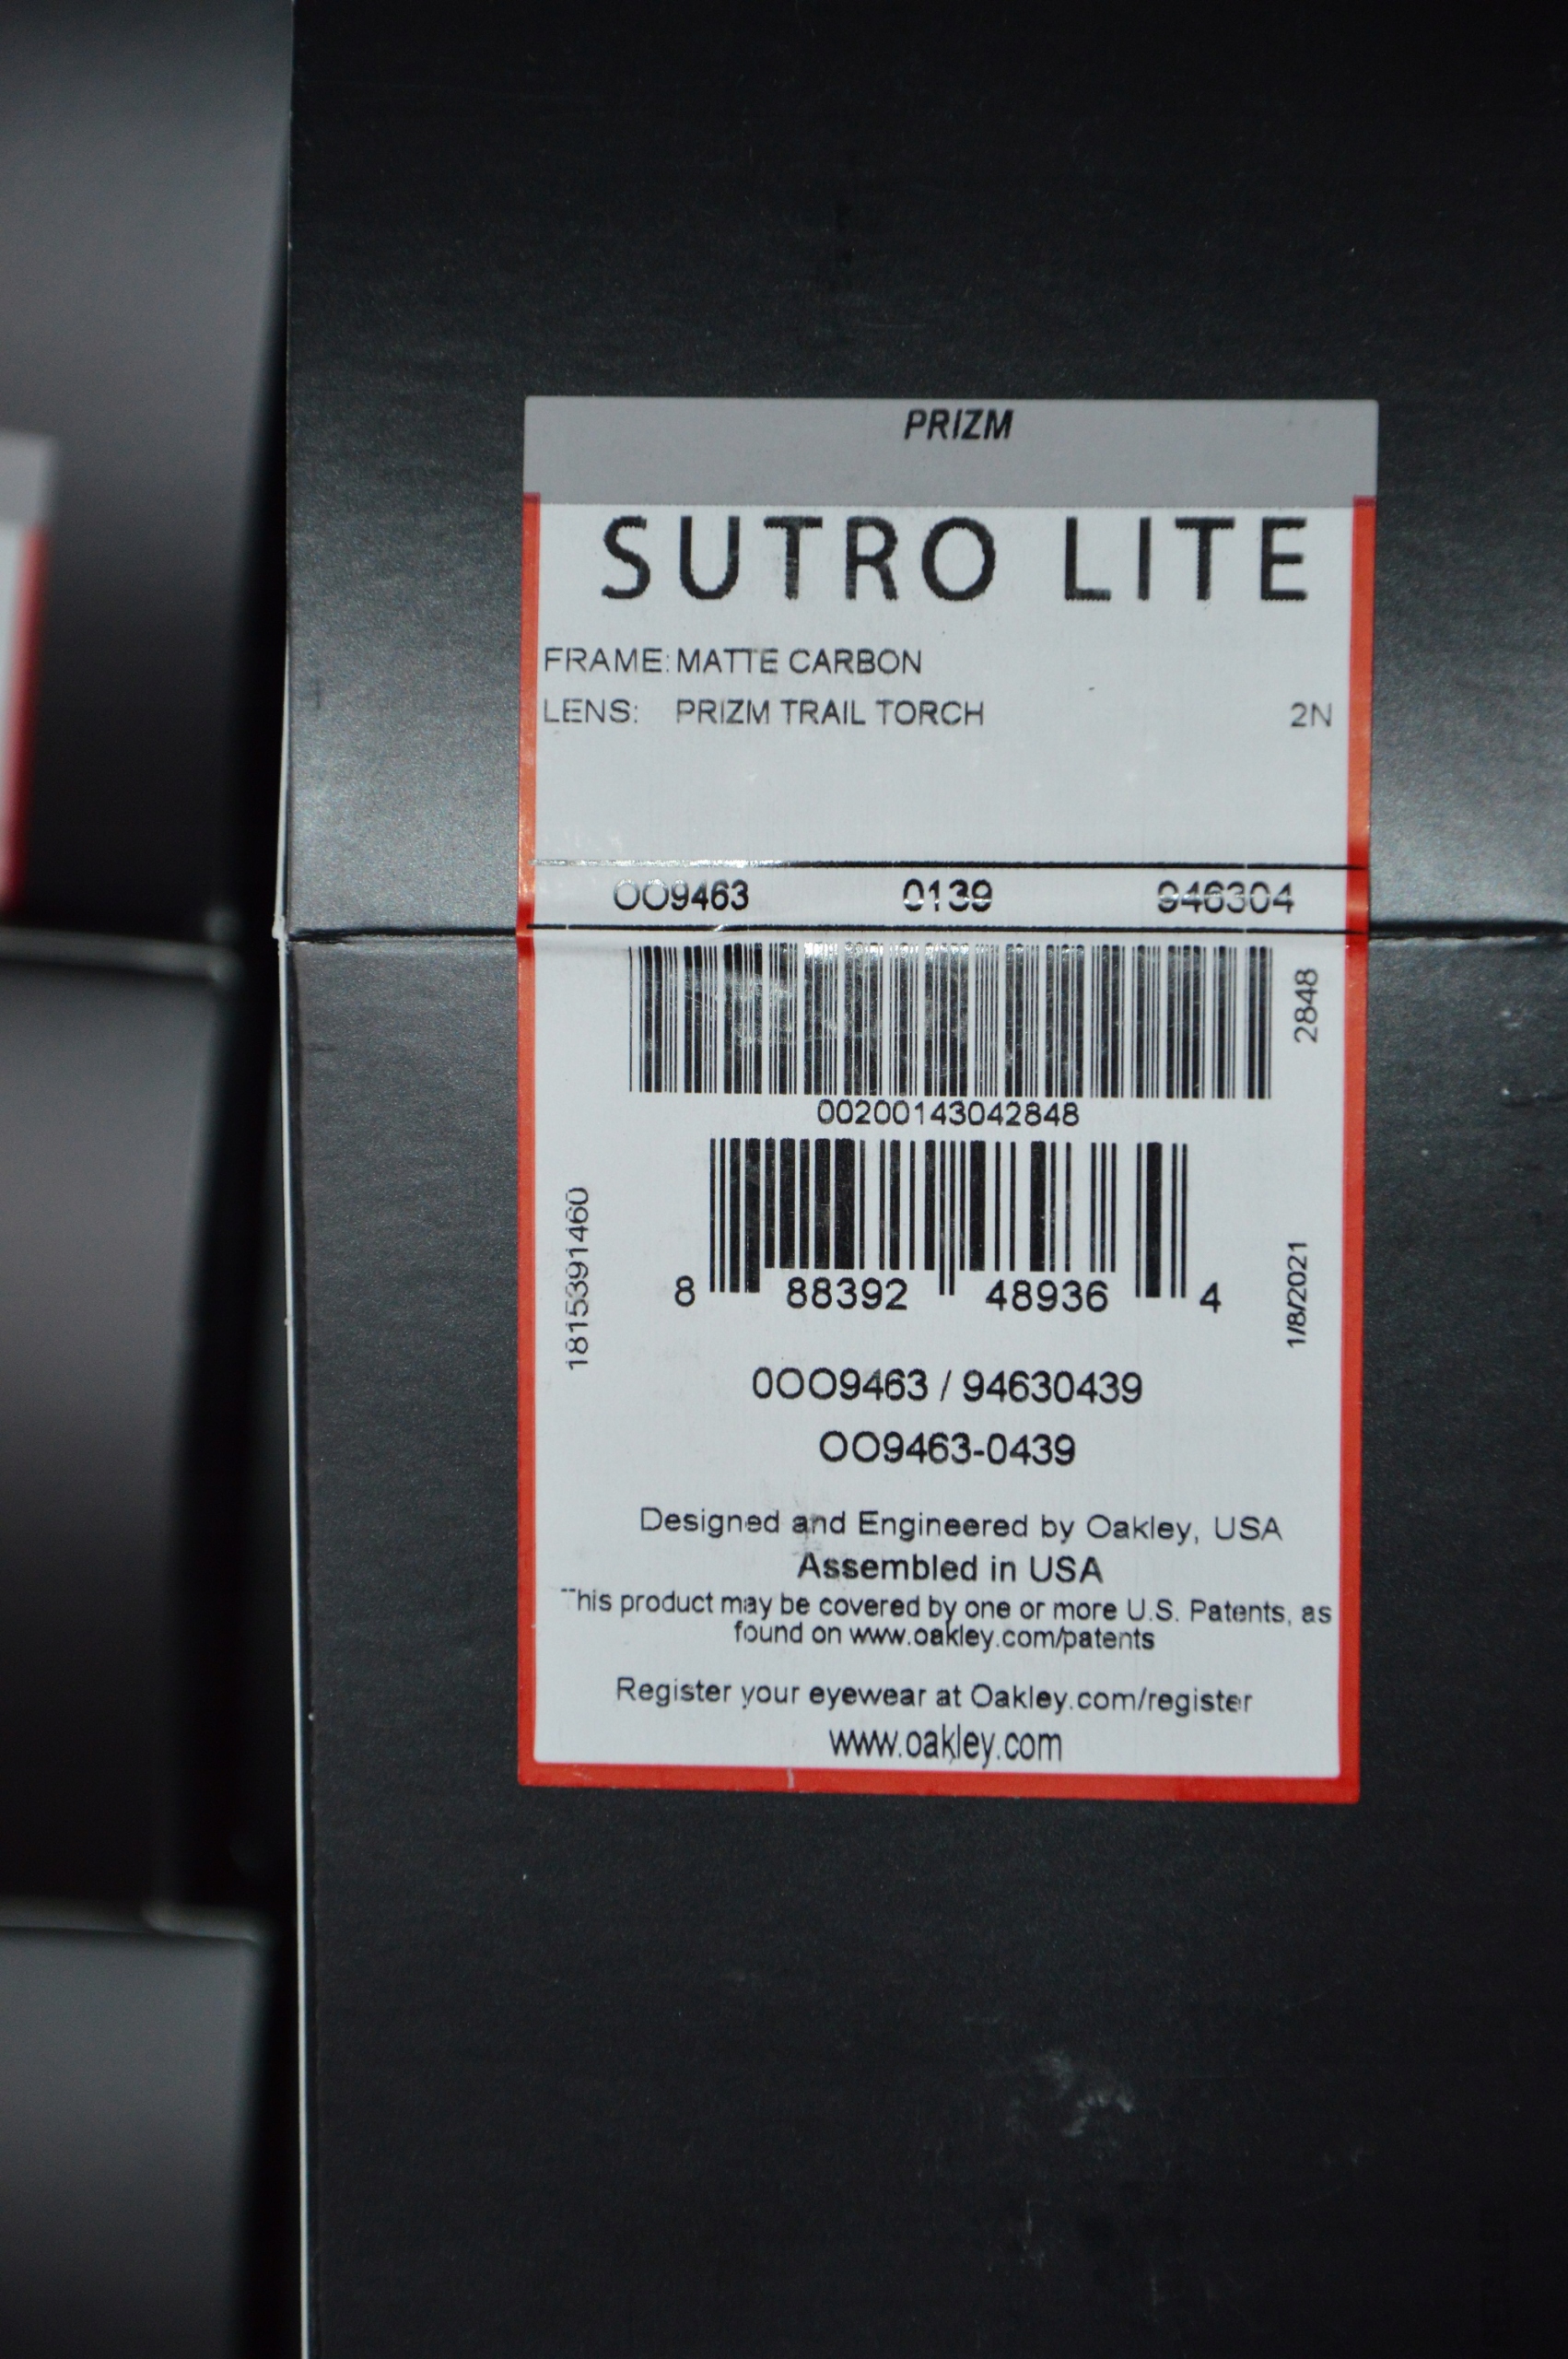 PRIZM
SUTRO LITE
FRAME: MATTE CARBON
LENS: PRIZM TRAIL TORCH 2N
OO9463 0139 946304
2848
00200143042848
1815391460
8 88392 48936 4
1/8/2021
0OO9463 / 94630439
OO9463-0439
Designed and Engineered by Oakley, USA
Assembled in USA
This product may be covered by one or more U.S. Patents, as
found on www.oakley.com/patents
Register your eyewear at Oakley.com/register
www.oakley.com